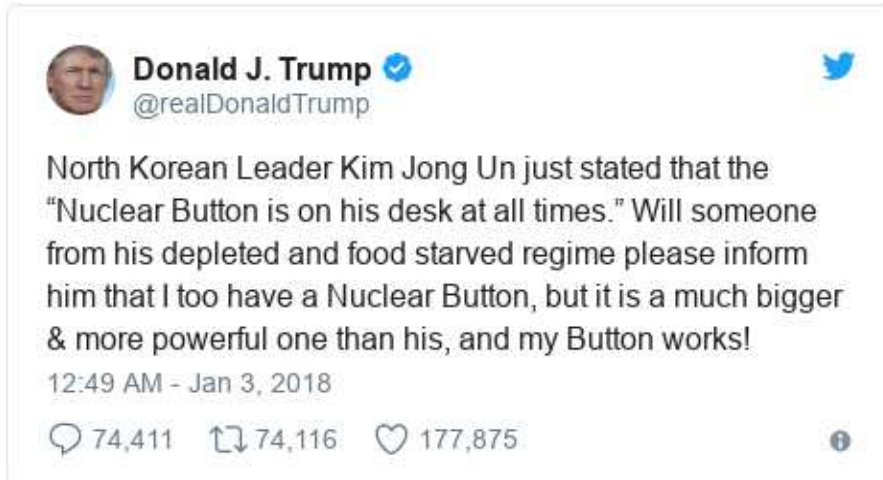 Donald J. Trump
@realDonaldTrump
North Korean Leader Kim Jong Un just stated that the
“Nuclear Button is on his desk at all times.” Will someone
from his depleted and food starved regime please inform
him that I too have a Nuclear Button, but it is a much bigger
& more powerful one than his, and my Button works!
12:49 AM - Jan 3, 2018
74,411 74,116 177,875